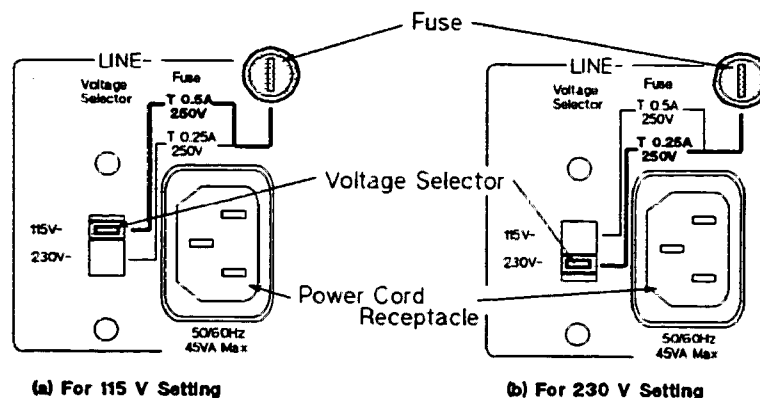 Fuse
LINE-
Voltage
Selector
Fuse
T 0.5A
250V
T 0.25A
250V
115V-
230V-
50/60Hz
45VA Max
LINE-
Voltage
Selector
Fuse
T 0.5A
250V
T 0.25A
250V
115V-
230V-
50/60Hz
45VA Max
Voltage Selector
Power Cord
Receptacle
(a) For 115 V Setting
(b) For 230 V Setting